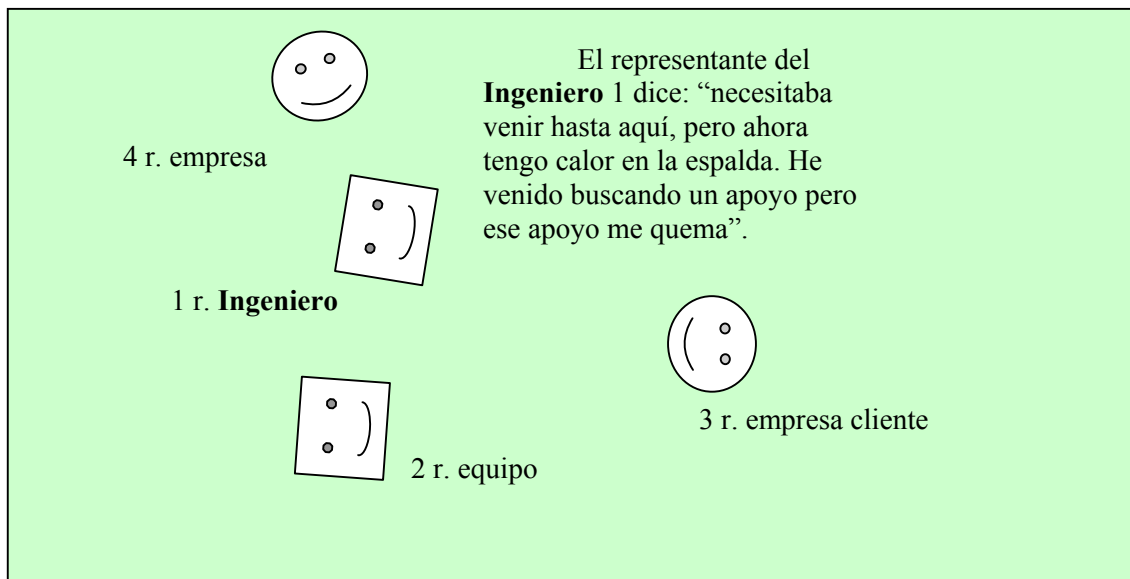 El representante del
Ingeniero 1 dice: “necesitaba
venir hasta aquí, pero ahora
tengo calor en la espalda. He
venido buscando un apoyo pero
ese apoyo me quema”.
4 r. empresa
1 r. Ingeniero
3 r. empresa cliente
2 r. equipo